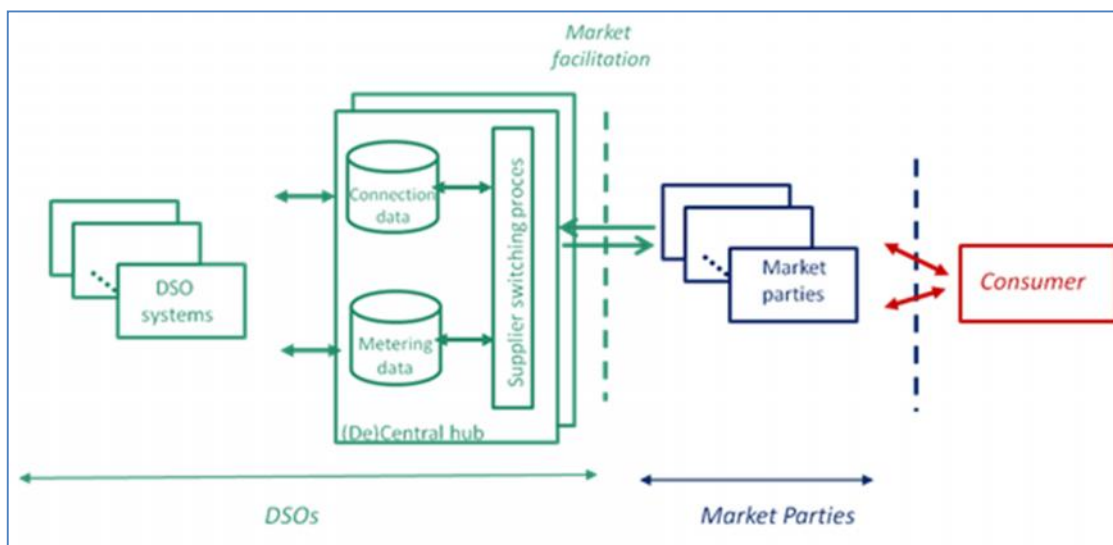 Market
facilitation
Connection
data
Supplier switching proces
DSO
systems
Market
parties
Consumer
Metering
data
(De)Central hub
DSOs
Market Parties